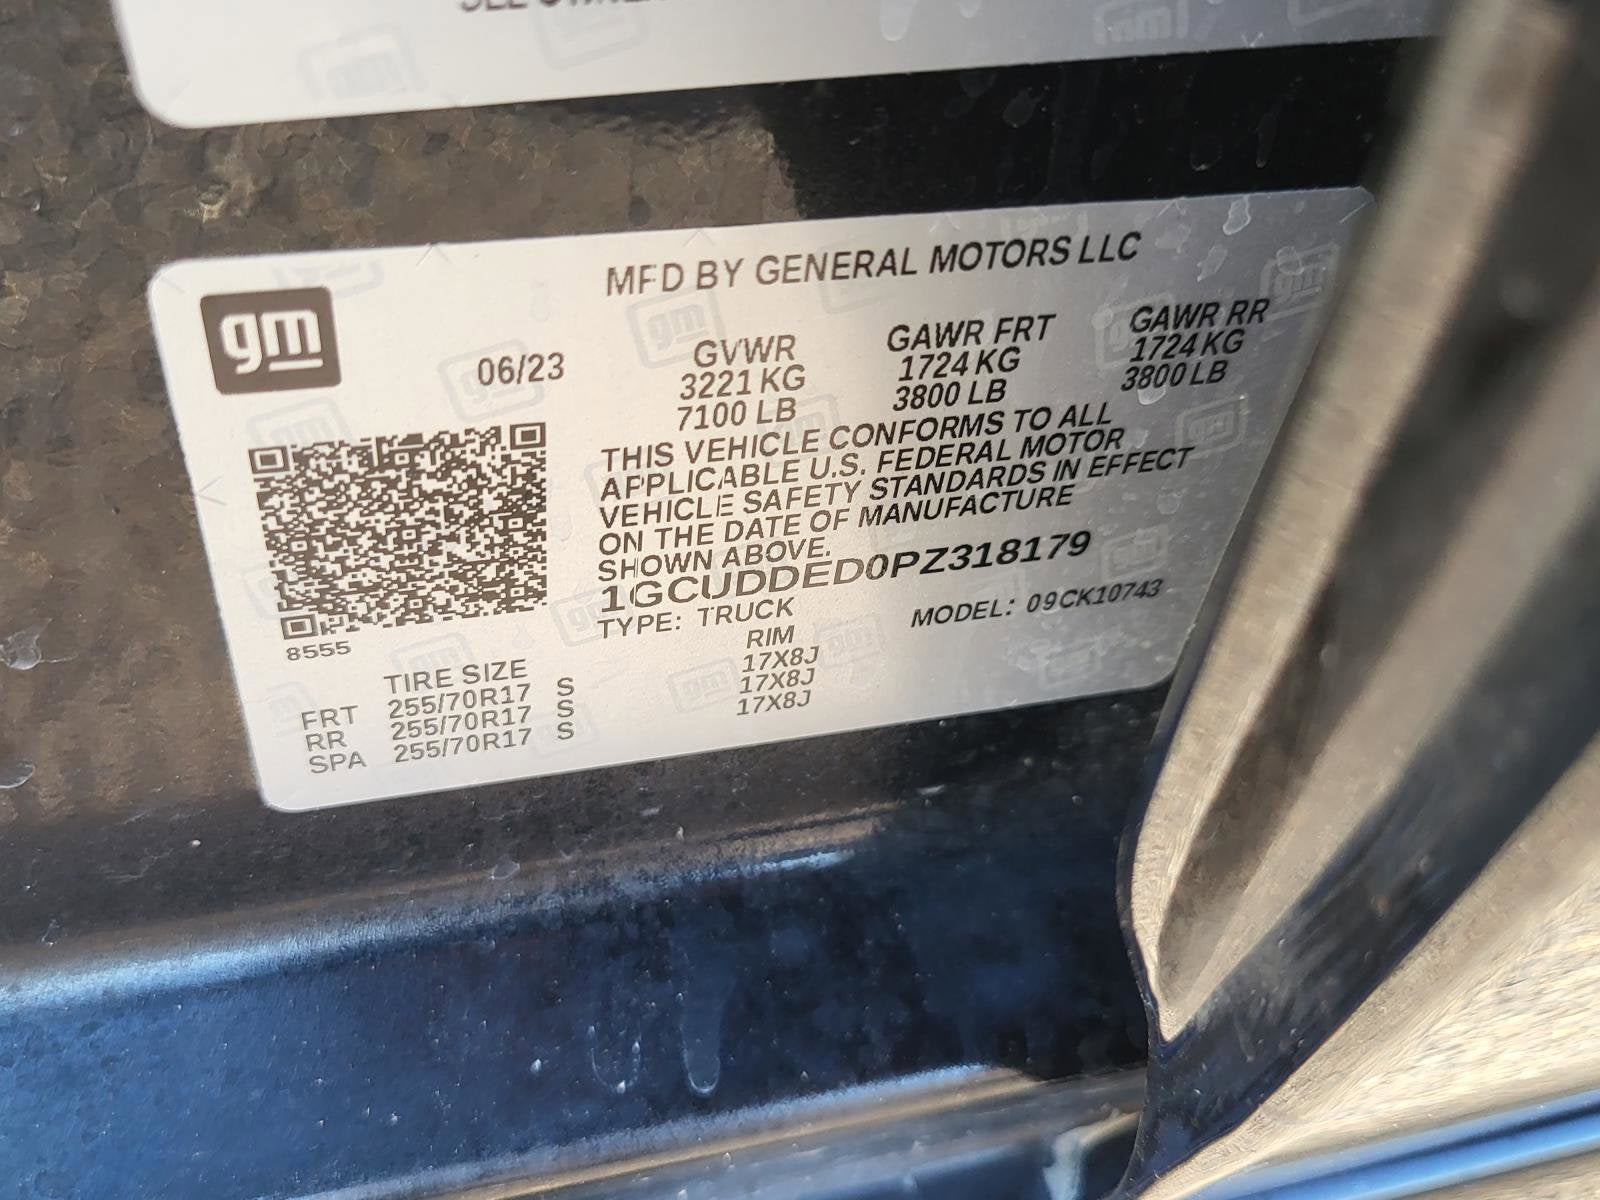 gm
MFD BY GENERAL MOTORS LLC
06/23
GVWR GAWR FRT GAWR RR
3221 KG 1724 KG 1724 KG
7100 LB 3800 LB 3800 LB
THIS VEHICLE CONFORMS TO ALL
APPLICABLE U.S. FEDERAL MOTOR
VEHICLE SAFETY STANDARDS IN EFFECT
ON THE DATE OF MANUFACTURE
SHOWN ABOVE.
1GCUDDED0PZ318179
TYPE: TRUCK MODEL: 09CK10743
8555
TIRE SIZE RIM
FRT 255/70R17 S 17X8J
RR 255/70R17 S 17X8J
SPA 255/70R17 S 17X8J